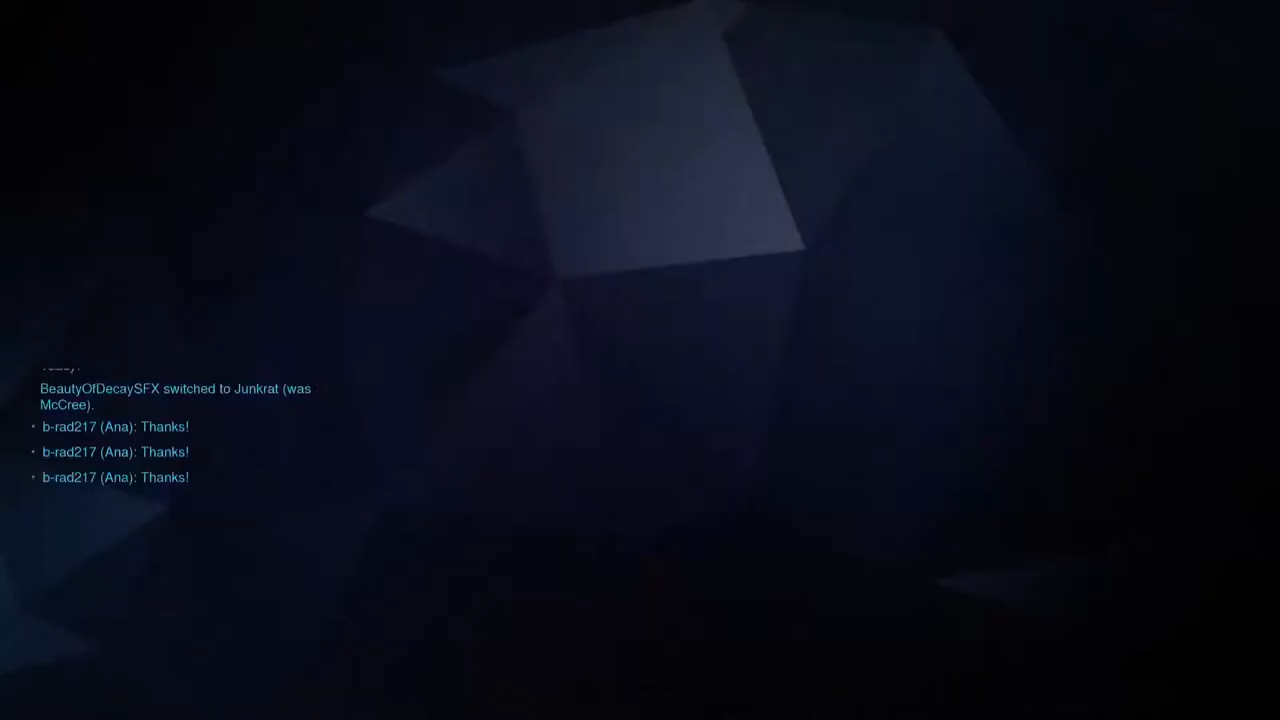 BeautyOfDecaySFX switched to Junkrat (was
McCree).
b-rad217 (Ana): Thanks!
b-rad217 (Ana): Thanks!
b-rad217 (Ana): Thanks!